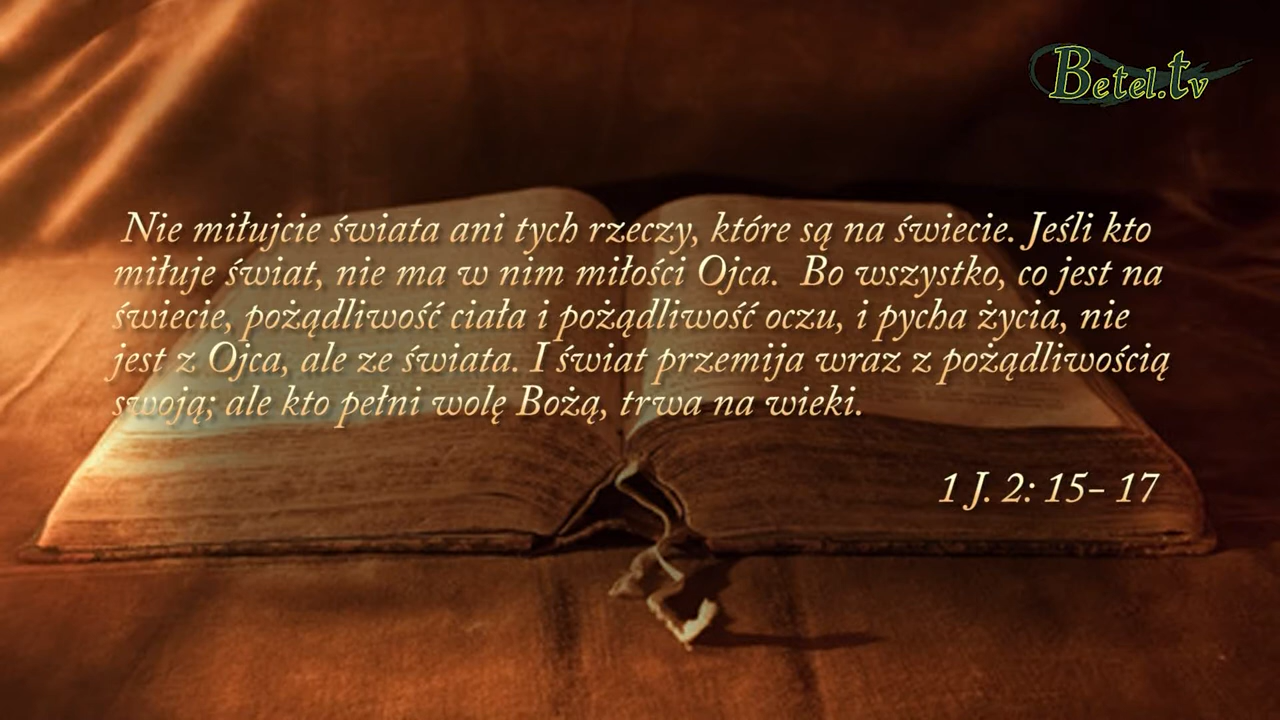 Betel.tv
Nie miłujcie świata ani tych rzeczy, które są na świecie. Jeśli kto
miłuje świat, nie ma w nim miłości Ojca. Bo wszystko, co jest na
świecie, pożądliwość ciała i pożądliwość oczu, i pycha życia, nie
jest z Ojca, ale ze świata. I świat przemija wraz z pożądliwością
swoją; ale kto pełni wolę Bożą, trwa na wieki.
1 J. 2: 15- 17